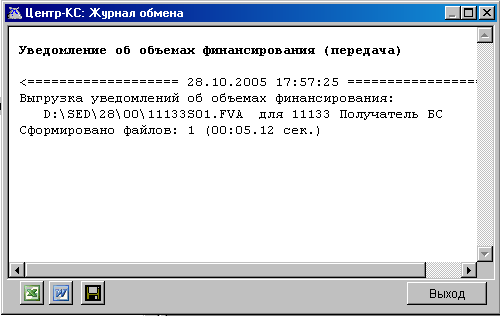 Центр-КС: Журнал обмена
Уведомление об объемах финансирования (передача)
<=================== 28.10.2005 17:57:25 =================
Выгрузка уведомлений об объемах финансирования:
D:\SED\28\00\11133S01.FVA для 11133 Получатель БС
Сформировано файлов: 1 (00:05.12 сек.)
Выход